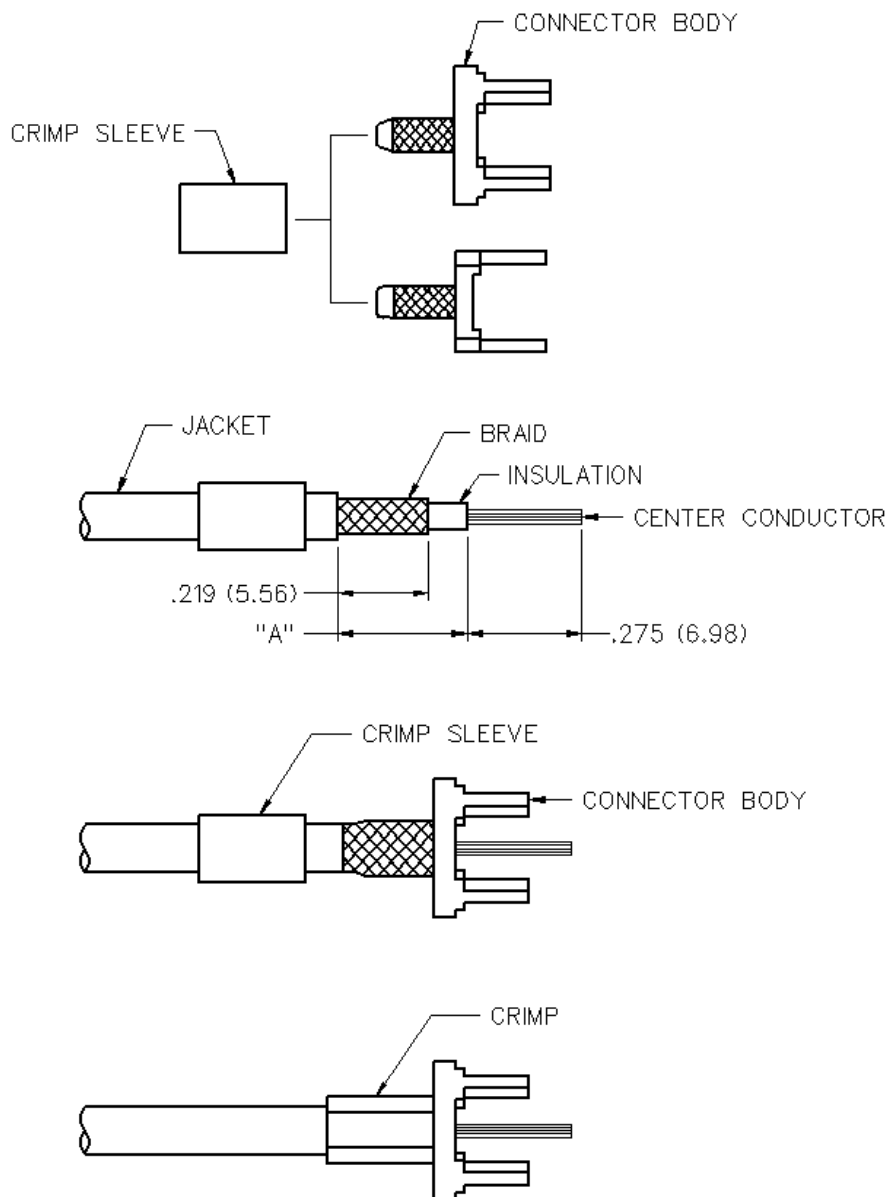 CONNECTOR BODY
CRIMP SLEEVE
JACKET
BRAID
INSULATION
CENTER CONDUCTOR
.219 (5.56)
"A"
.275 (6.98)
CRIMP SLEEVE
CONNECTOR BODY
CRIMP